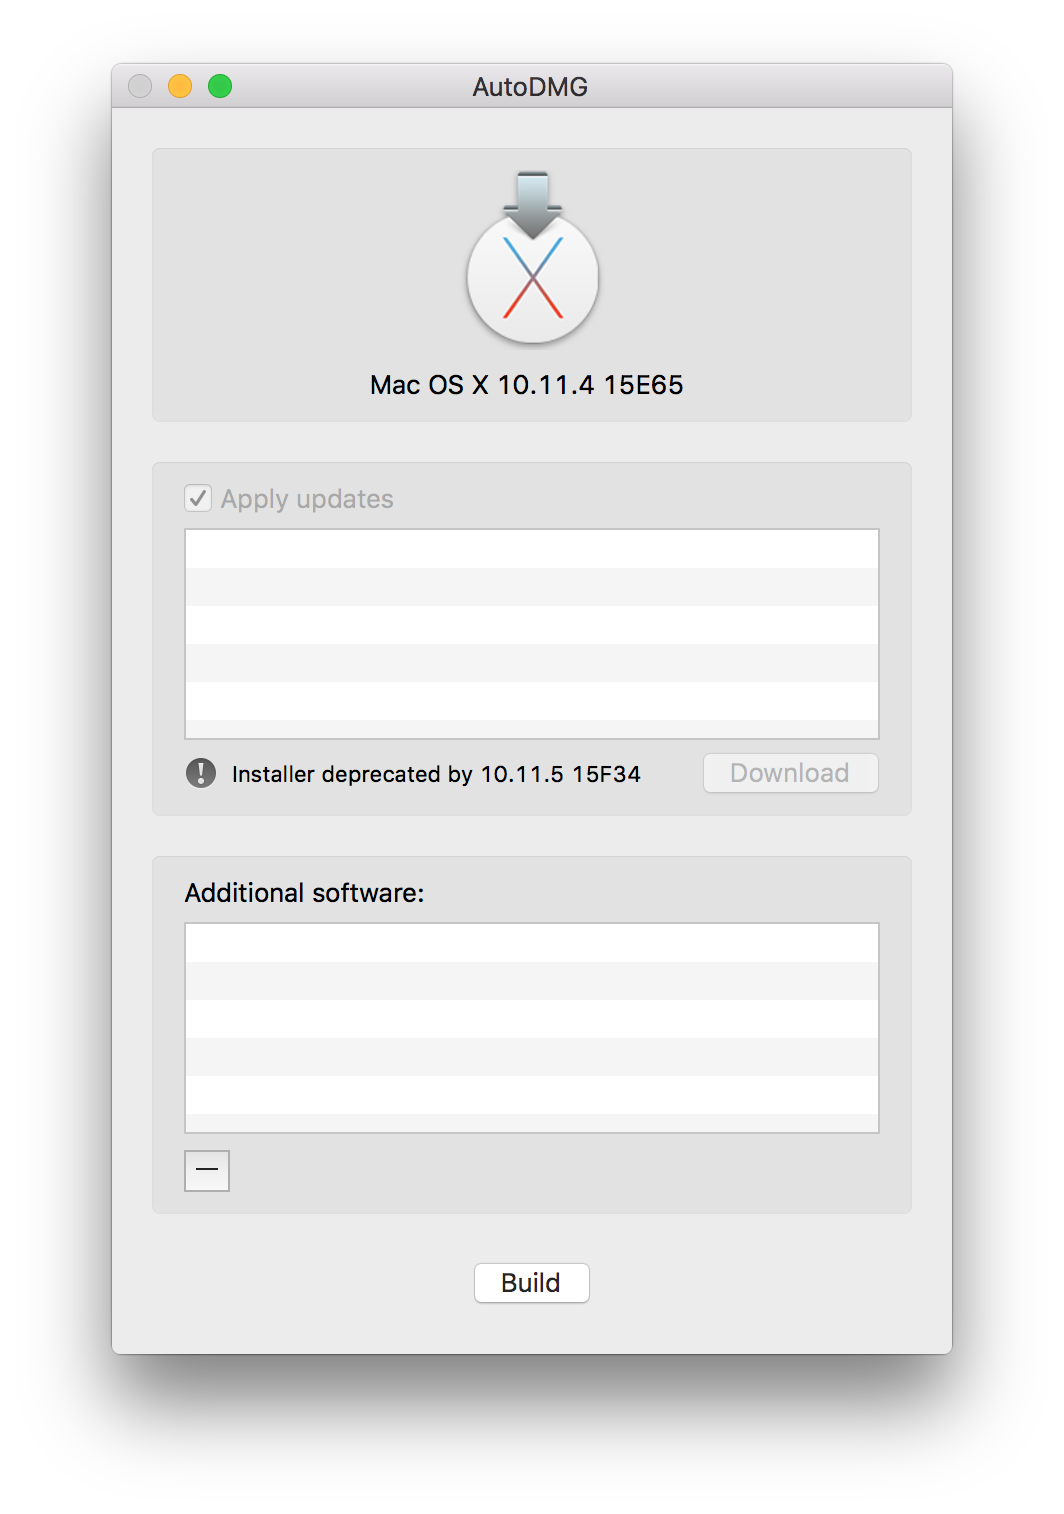 AutoDMG
Mac OS X 10.11.4 15E65
Apply updates
Installer deprecated by 10.11.5 15F34
Download
Additional software:
Build